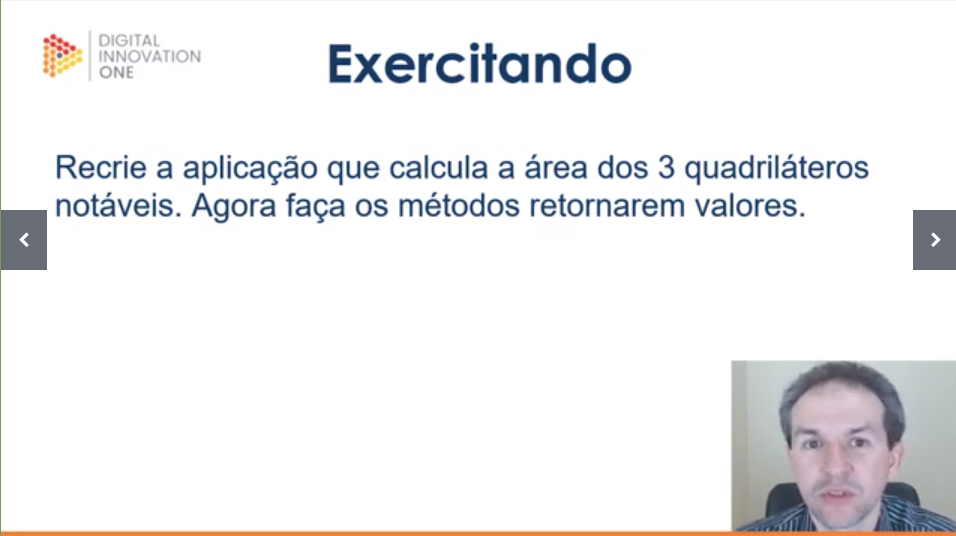 DIGITAL
INNOVATION
ONE
Exercitando
Recrie a aplicação que calcula a área dos 3 quadriláteros
notáveis. Agora faça os métodos retornarem valores.